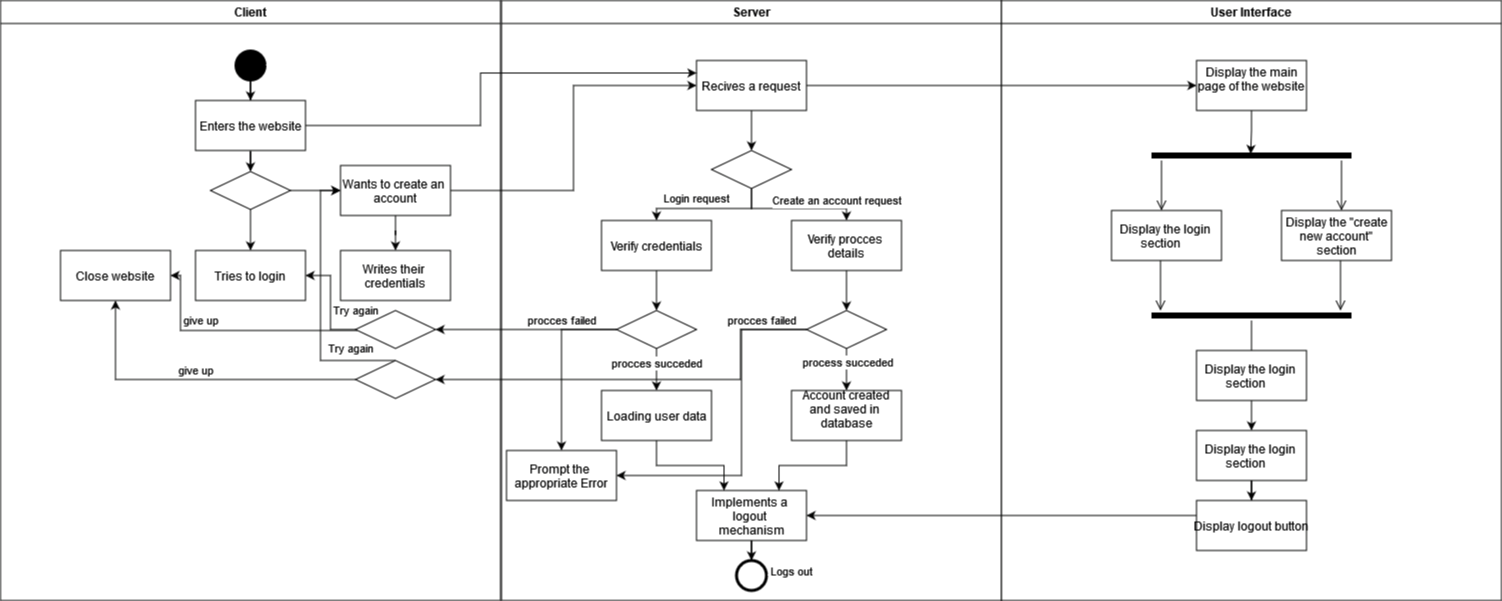 Client
Server
User Interface
Enters the website
Wants to create an
account
Close website
Tries to login
Writes their
credentials
Try again
give up
Try again
give up
Recives a request
Login request
Create an account request
Verify credentials
Verify procces
details
procces failed
procces failed
procces succeded
process succeded
Loading user data
Account created
and saved in
database
Prompt the
appropriate Error
Implements a
logout
mechanism
Logs out
Display the main
page of the website
Display the login
section
Display the "create
new account"
section
Display the login
section
Display the login
section
Display logout button